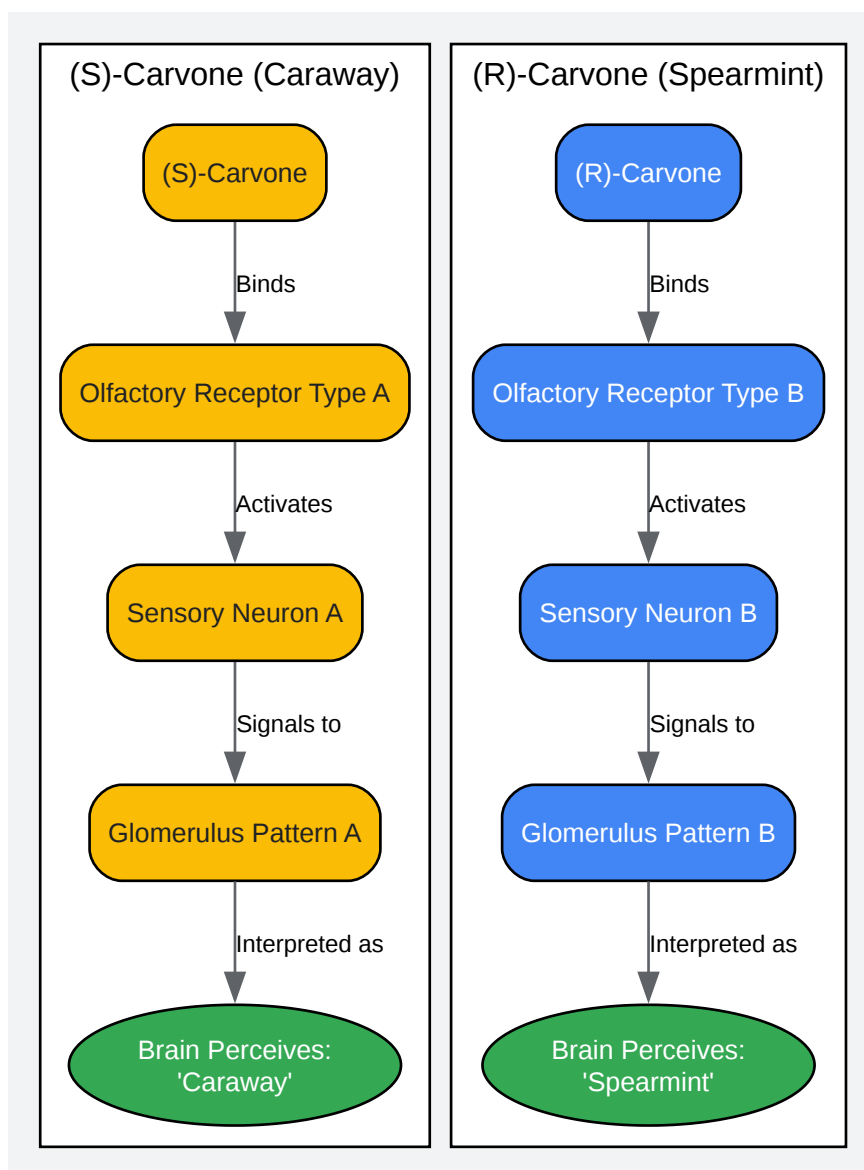 (S)-Carvone (Caraway)
(S)-Carvone
Binds
Olfactory Receptor Type A
Activates
Sensory Neuron A
Signals to
Glomerulus Pattern A
Interpreted as
Brain Perceives:
'Caraway'
(R)-Carvone (Spearmint)
(R)-Carvone
Binds
Olfactory Receptor Type B
Activates
Sensory Neuron B
Signals to
Glomerulus Pattern B
Interpreted as
Brain Perceives:
'Spearmint'